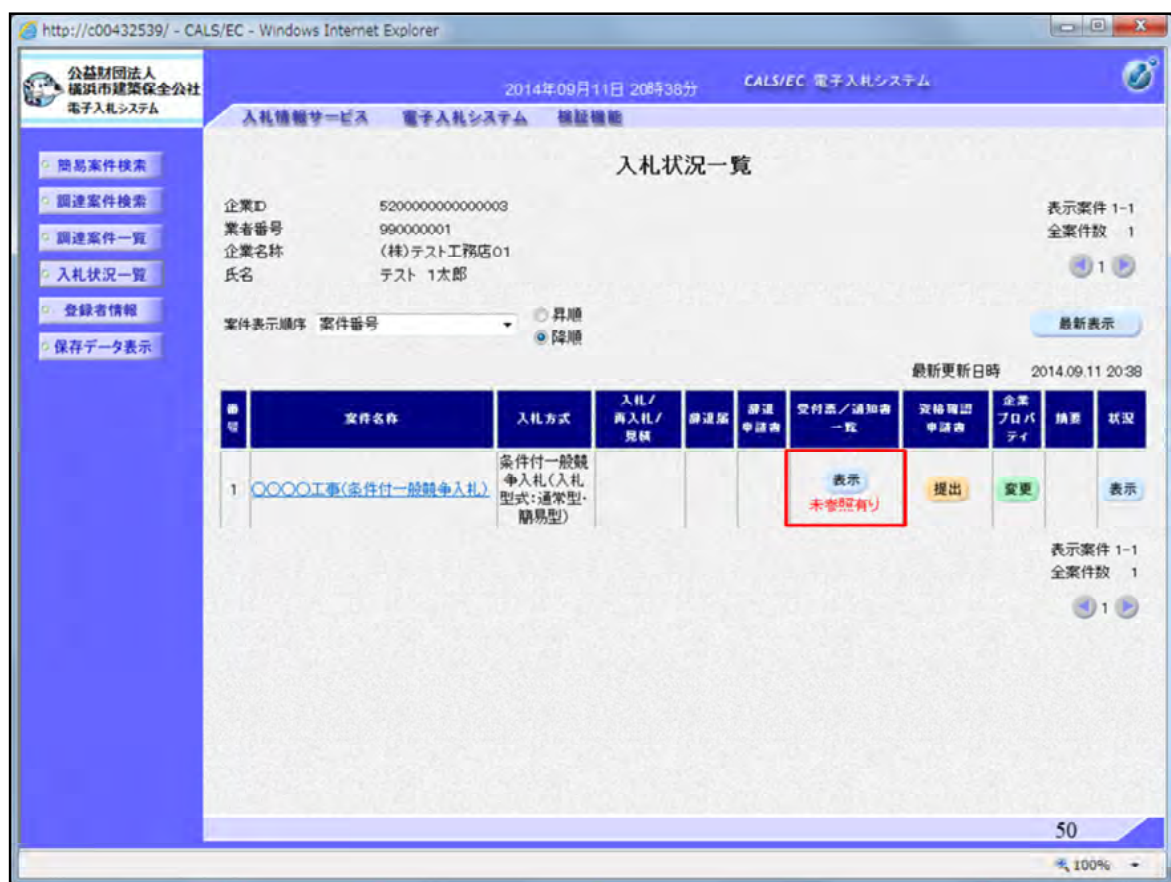 http://c00432539/ - CALS/EC - Windows Internet Explorer
公益財団法人
横浜市建築保全公社
電子入札システム
2014年09月11日 20時38分
CALS/EC 電子入札システム
入札情報サービス 電子入札システム 検証機能
簡易案件検索
調達案件検索
調達案件一覧
入札状況一覧
登録者情報
保存データ表示
入札状況一覧
企業ID 5200000000000003
業者番号 990000001
企業名称 (株)テスト工務店01
氏名 テスト 1太郎
表示案件 1-1
全案件数 1
1
案件表示順序 案件番号
昇順
降順
最新表示
最新更新日時 2014.09.11 20:38
番号 案件名称 入札方式 入札/再入札/見積 辞退届 辞退申請書 受付票/通知書一覧 資格確認申請書 企業プロパティ 摘要 状況
1 〇〇〇〇工事(条件付一般競争入札)
条件付一般競
争入札(入札
型式:通常型・
簡易型)
表示
未参照有り
提出
変更
表示
表示案件 1-1
全案件数 1
1
50
100%